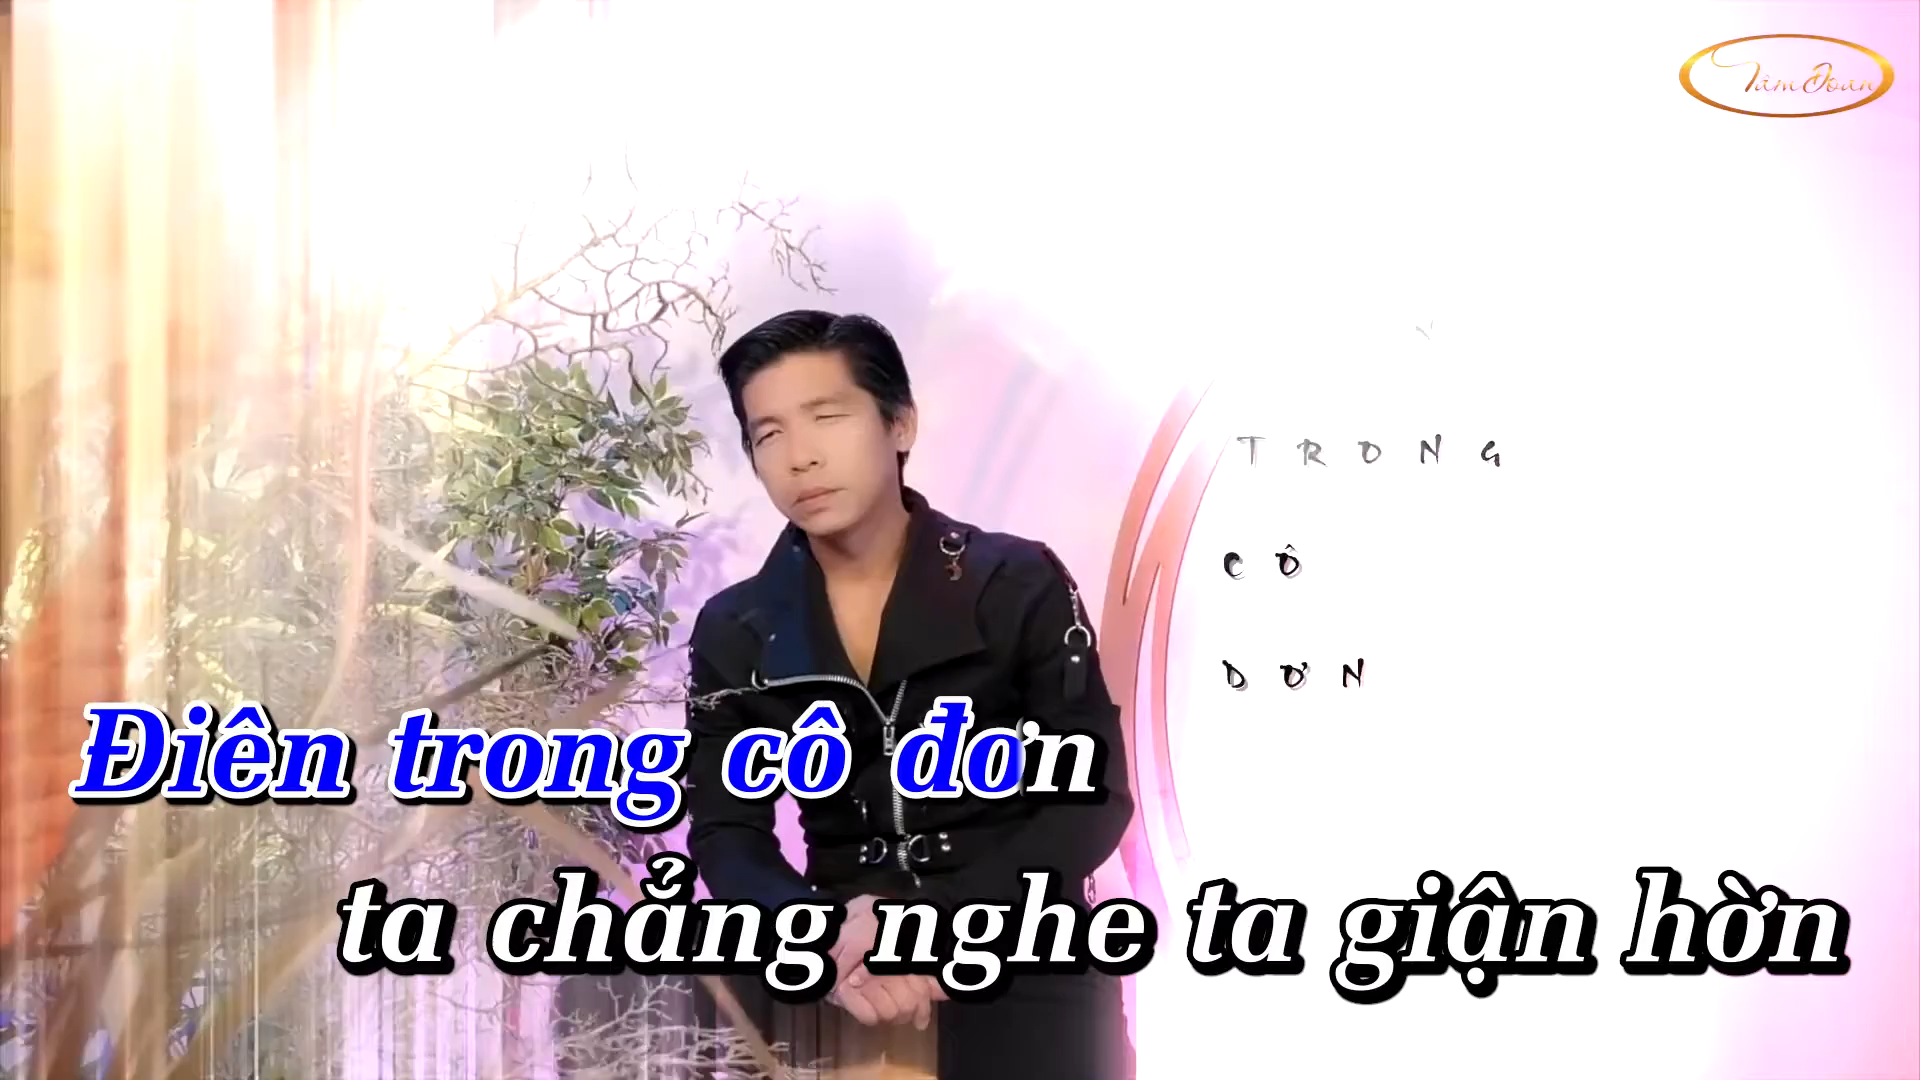 Tâm Đoan
TRONG
CÔ
ĐƠN
Điên trong cô đơn
ta chẳng nghe ta giận hờn